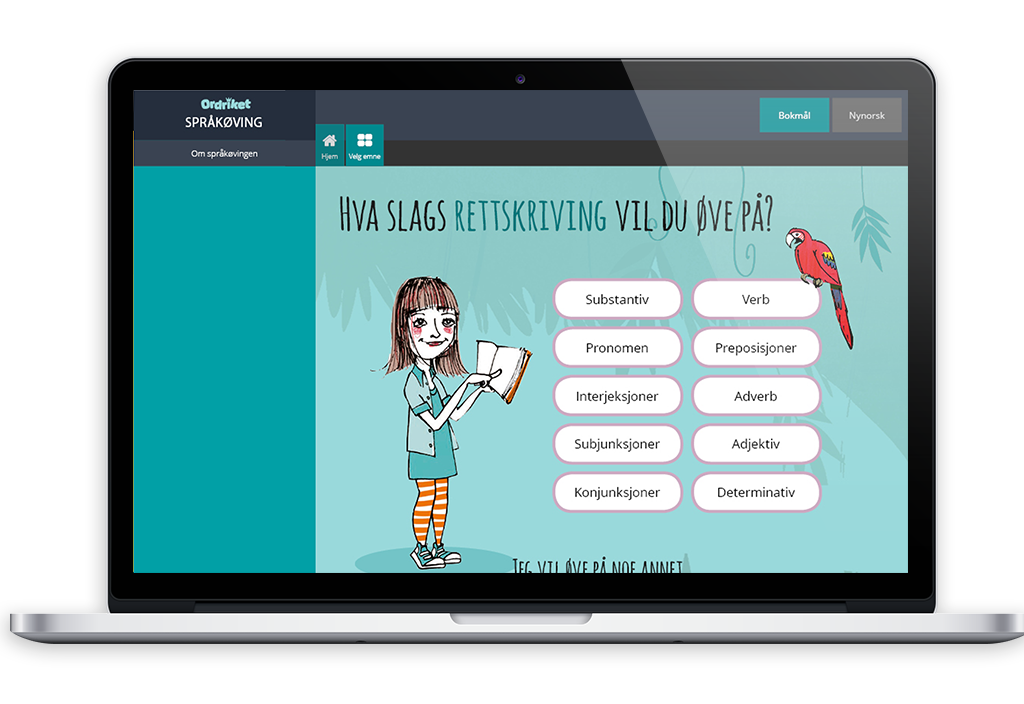 Ordriket
SPRÅKØVING
Om språkøvingen
Hjem
Velg emne
Bokmål
Nynorsk
HVA SLAGS RETTSKRIVING VIL DU ØVE PÅ?
Substantiv
Verb
Pronomen
Preposisjoner
Interjeksjoner
Adverb
Subjunksjoner
Adjektiv
Konjunksjoner
Determinativ
JEG VIL ØVE PÅ NOE ANNET